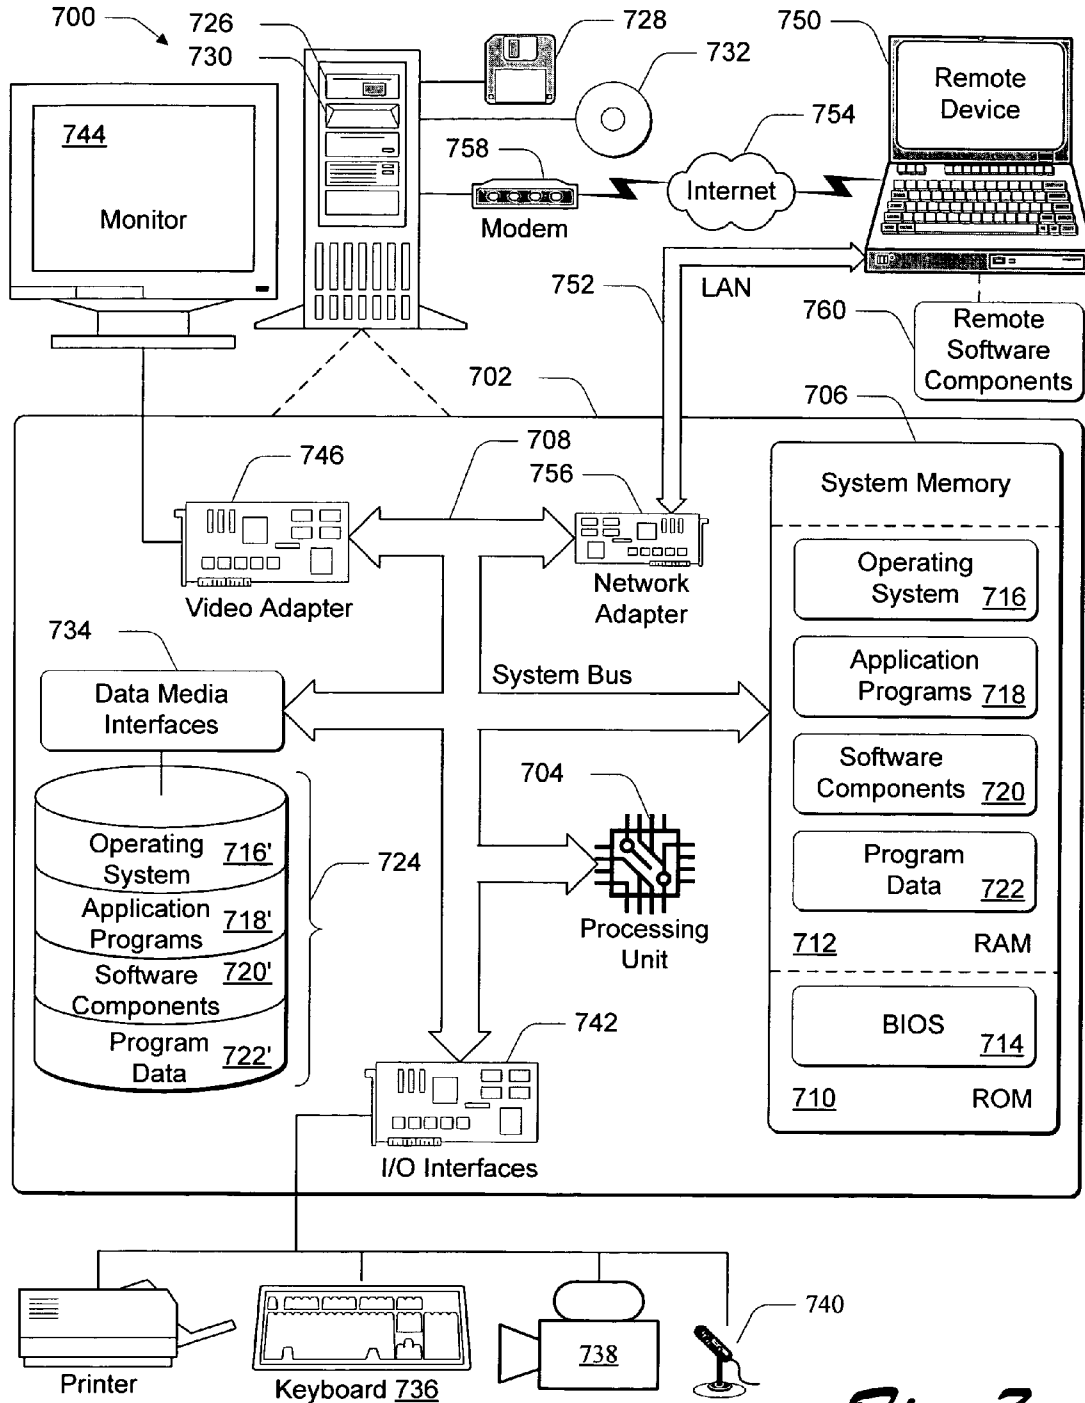 700
726
730
728
732
750
Remote
Device
744
Monitor
758
754
Internet
Modem
752
LAN
760
Remote
Software
Components
702
706
708
746
756
System Memory
Operating
System 716
Video Adapter
Network
Adapter
734
Data Media
Interfaces
System Bus
Application
Programs 718
Software
Components 720
704
Operating
System 716'
724
Program
Data 722
Application
Programs 718'
Processing
Unit
712 RAM
Software
Components 720'
742
BIOS 714
Program
Data 722'
710 ROM
I/O Interfaces
740
738
Printer
Keyboard 736